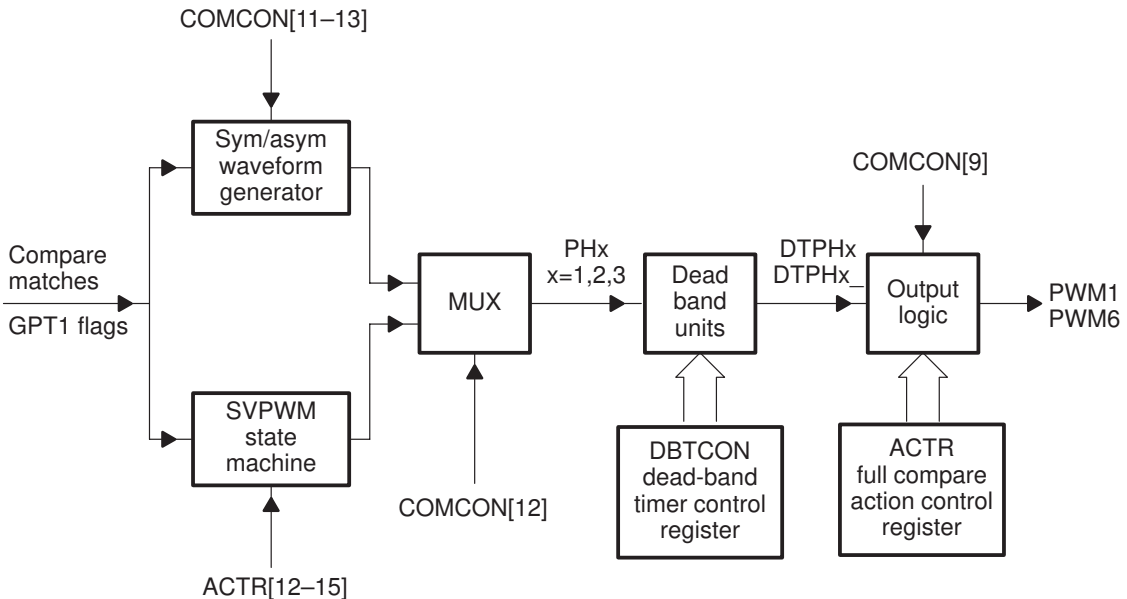 COMCON[11–13]
Sym/asym
waveform
generator
COMCON[9]
Compare
matches
GPT1 flags
MUX
PHx
x=1,2,3
Dead
band
units
DTPHx
DTPHx_
Output
logic
PWM1
PWM6
SVPWM
state
machine
COMCON[12]
DBTCON
dead-band
timer control
register
ACTR
full compare
action control
register
ACTR[12–15]